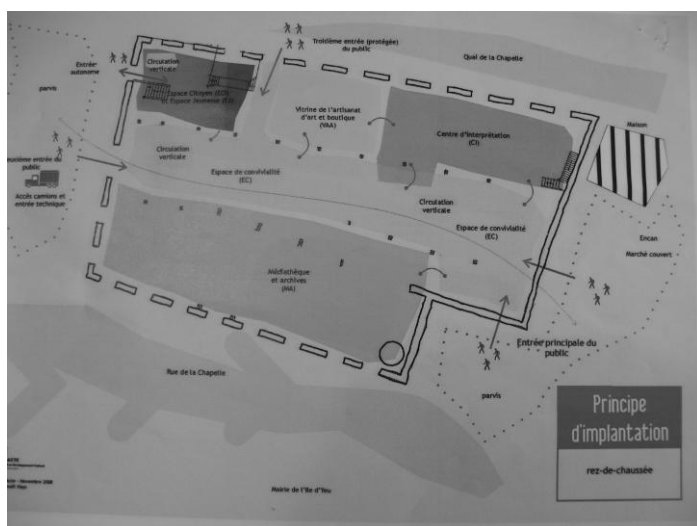 Troisième entrée (protégée)
du public
Quai de la Chapelle
Entrée
autonome
Circulation
verticale
parvis
Espace Citoyen (ECi)
et Espace Jeunesse (EJ)
Vitrine de l'artisanat
d'art et boutique
(VAA)
Centre d'interprétation
(CI)
Maison
Circulation
verticale
entrée du
public
Accès camions et
entrée technique
Espace de convivialité
(EC)
Circulation
verticale
Espace de convivialité
(EC)
Encan
Marché couvert
Médiathèque
et archives
(MA)
Entrée principale du
public
Rue de la Chapelle
parvis
Principe
d'implantation
rez-de-chaussée
Mairie de l'Ile d'Yeu